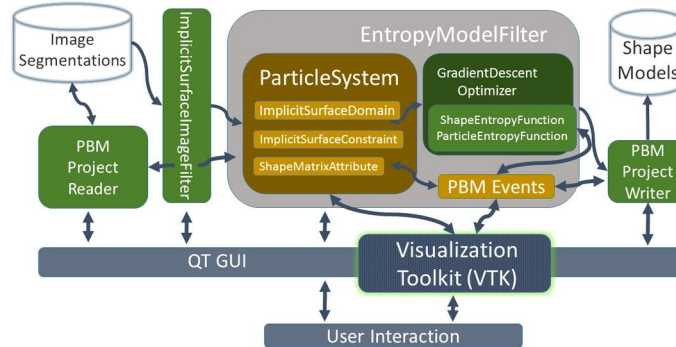 Image
Segmentations
ImplicitSurfaceImageFilter
EntropyModelFilter
ParticleSystem
ImplicitSurfaceDomain
ImplicitSurfaceConstraint
ShapeMatrixAttribute
GradientDescent
Optimizer
ShapeEntropyFunction
ParticleEntropyFunction
PBM Events
Shape
Models
PBM
Project
Reader
PBM
Project
Writer
QT GUI
Visualization
Toolkit (VTK)
User Interaction